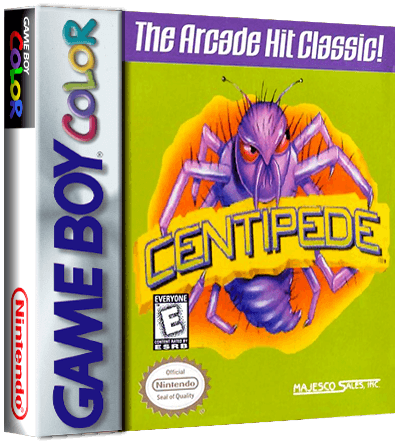 GAME BOY COLOR
Nintendo
GAME BOY COLOR
The Arcade Hit Classic!
CENTIPEDE
EVERYONE
E
CONTENT RATED BY
ESRB
Official
Nintendo
Seal of Quality
MAJESCO SALES, INC.